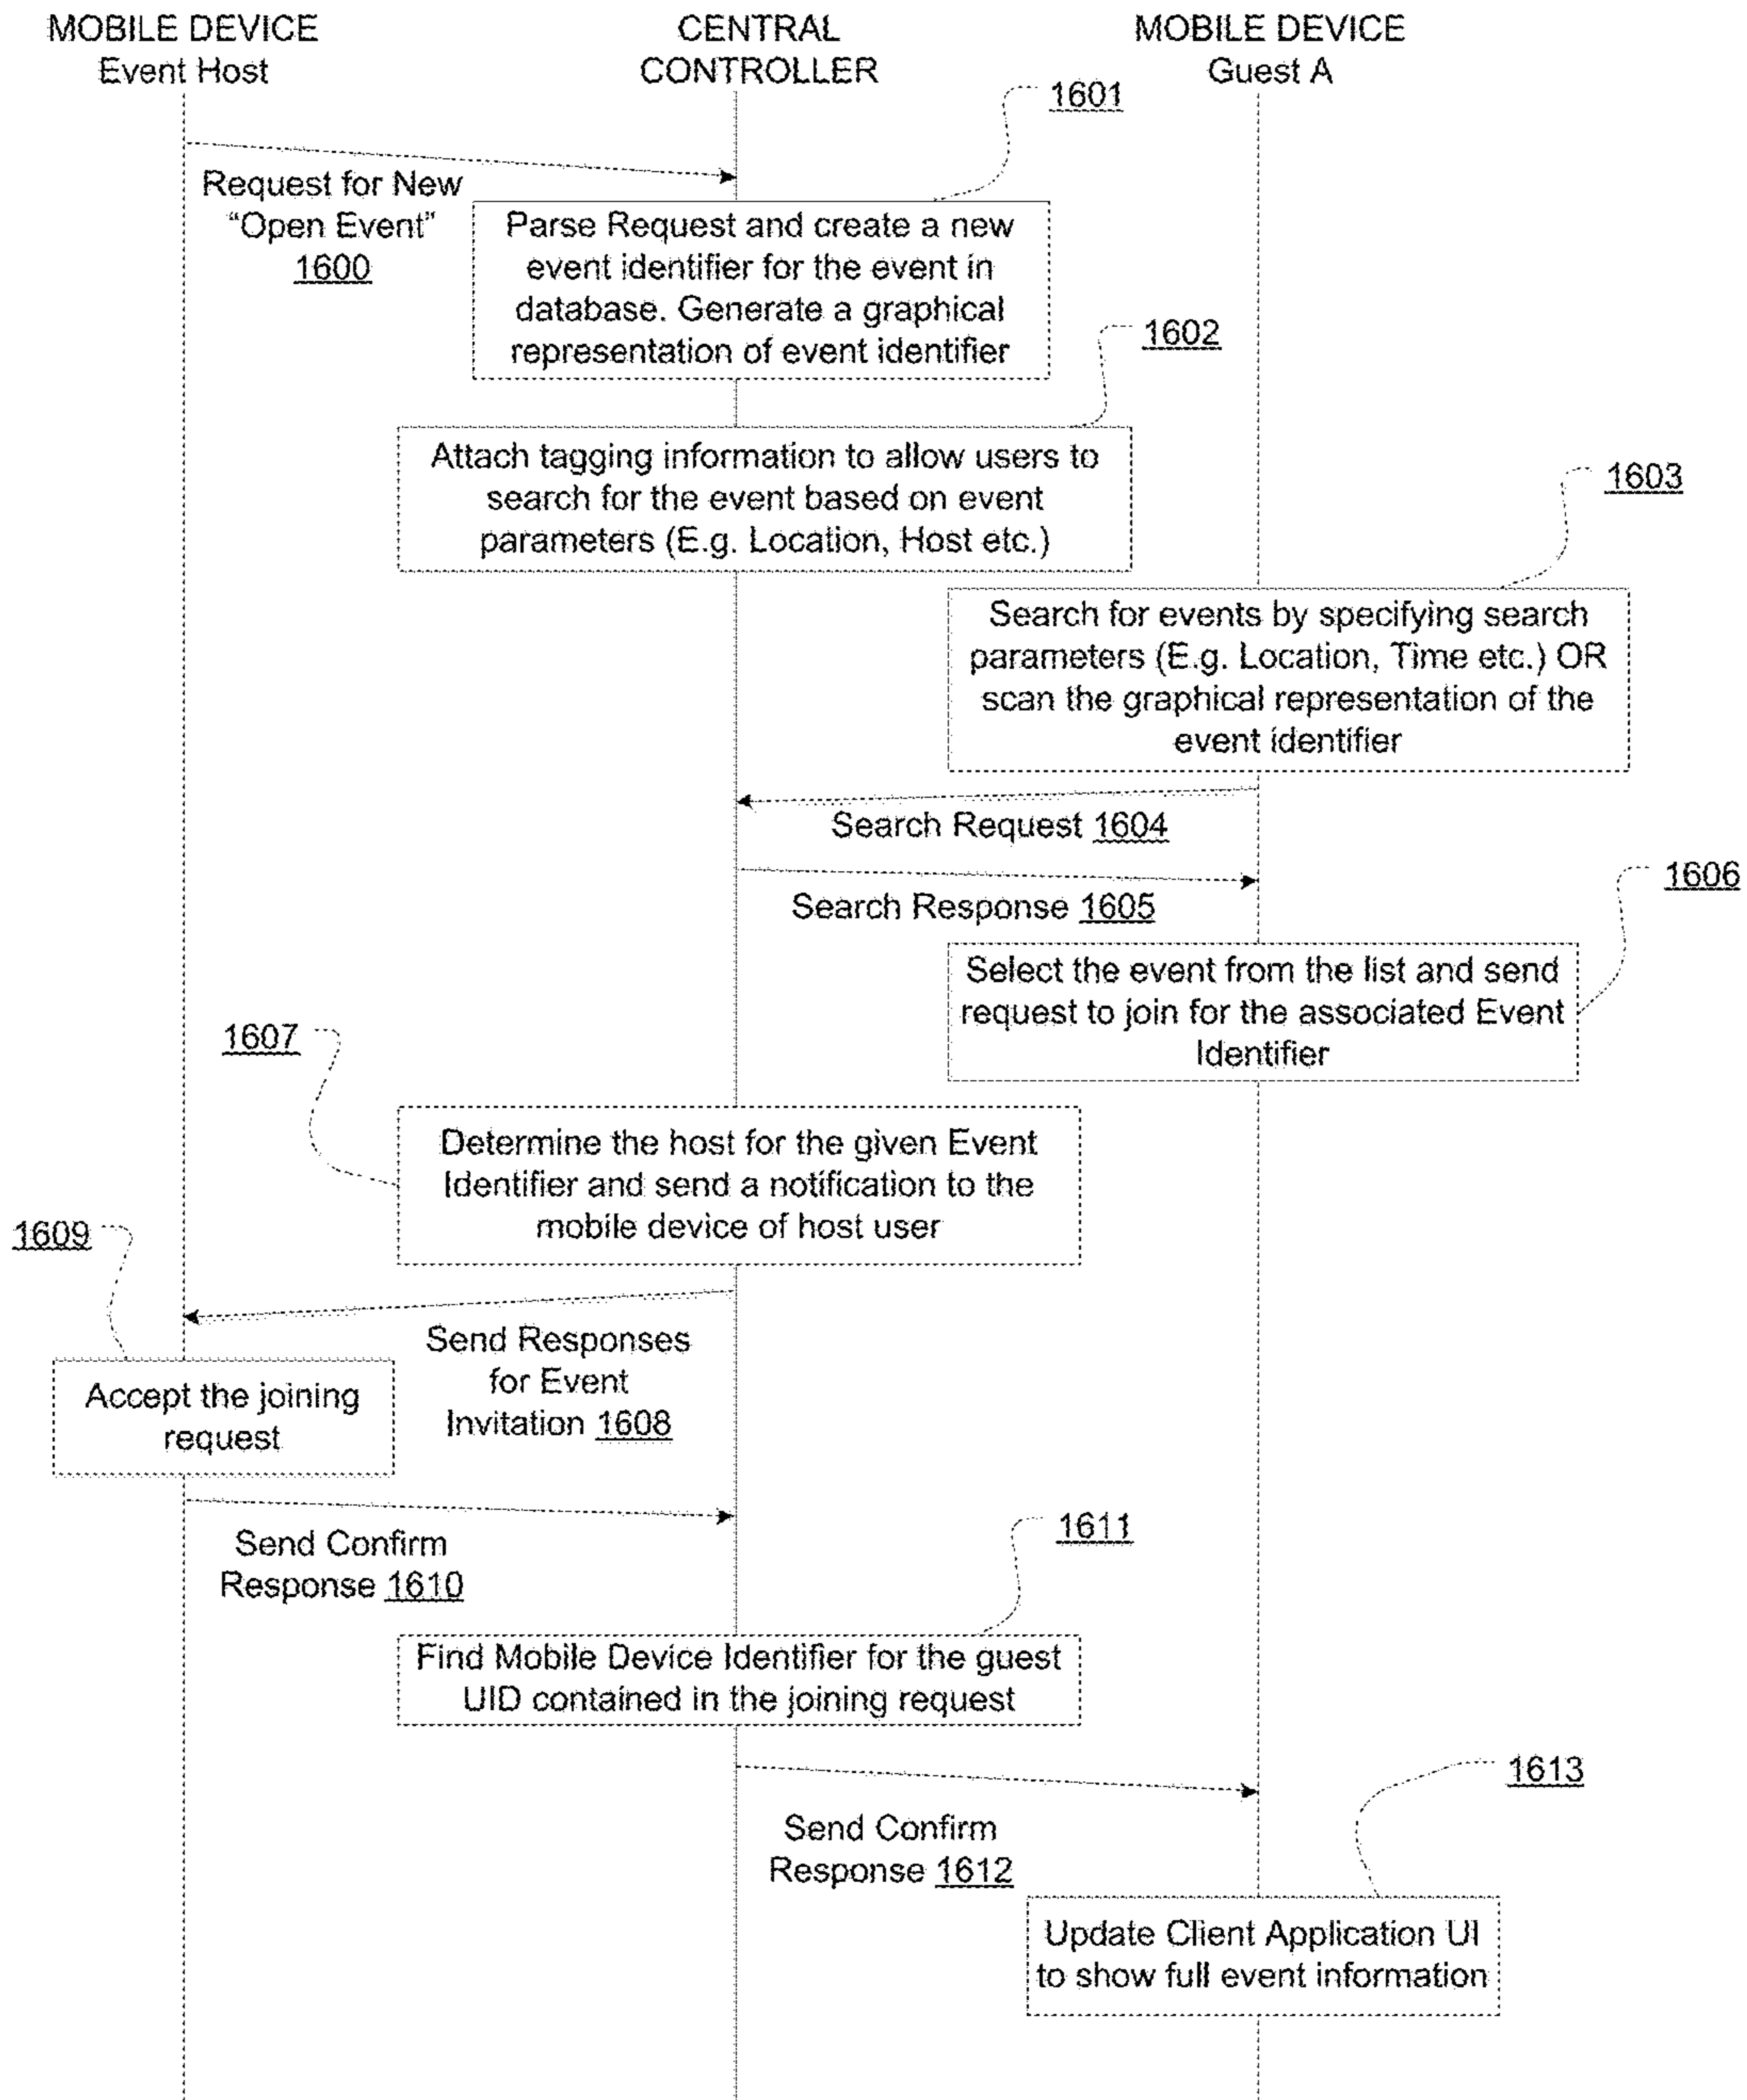 MOBILE DEVICE
Event Host
CENTRAL
CONTROLLER
MOBILE DEVICE
Guest A
1601
Request for New
“Open Event”
1600
Parse Request and create a new
event identifier for the event in
database. Generate a graphical
representation of event identifier
1602
Attach tagging information to allow users to
search for the event based on event
parameters (E.g. Location, Host etc.)
1603
Search for events by specifying search
parameters (E.g. Location, Time etc.) OR
scan the graphical representation of the
event identifier
Search Request 1604
Search Response 1605
1606
Select the event from the list and send
request to join for the associated Event
Identifier
1607
Determine the host for the given Event
Identifier and send a notification to the
mobile device of host user
1609
Send Responses
for Event
Invitation 1608
Accept the joining
request
Send Confirm
Response 1610
1611
Find Mobile Device Identifier for the guest
UID contained in the joining request
1613
Send Confirm
Response 1612
Update Client Application UI
to show full event information